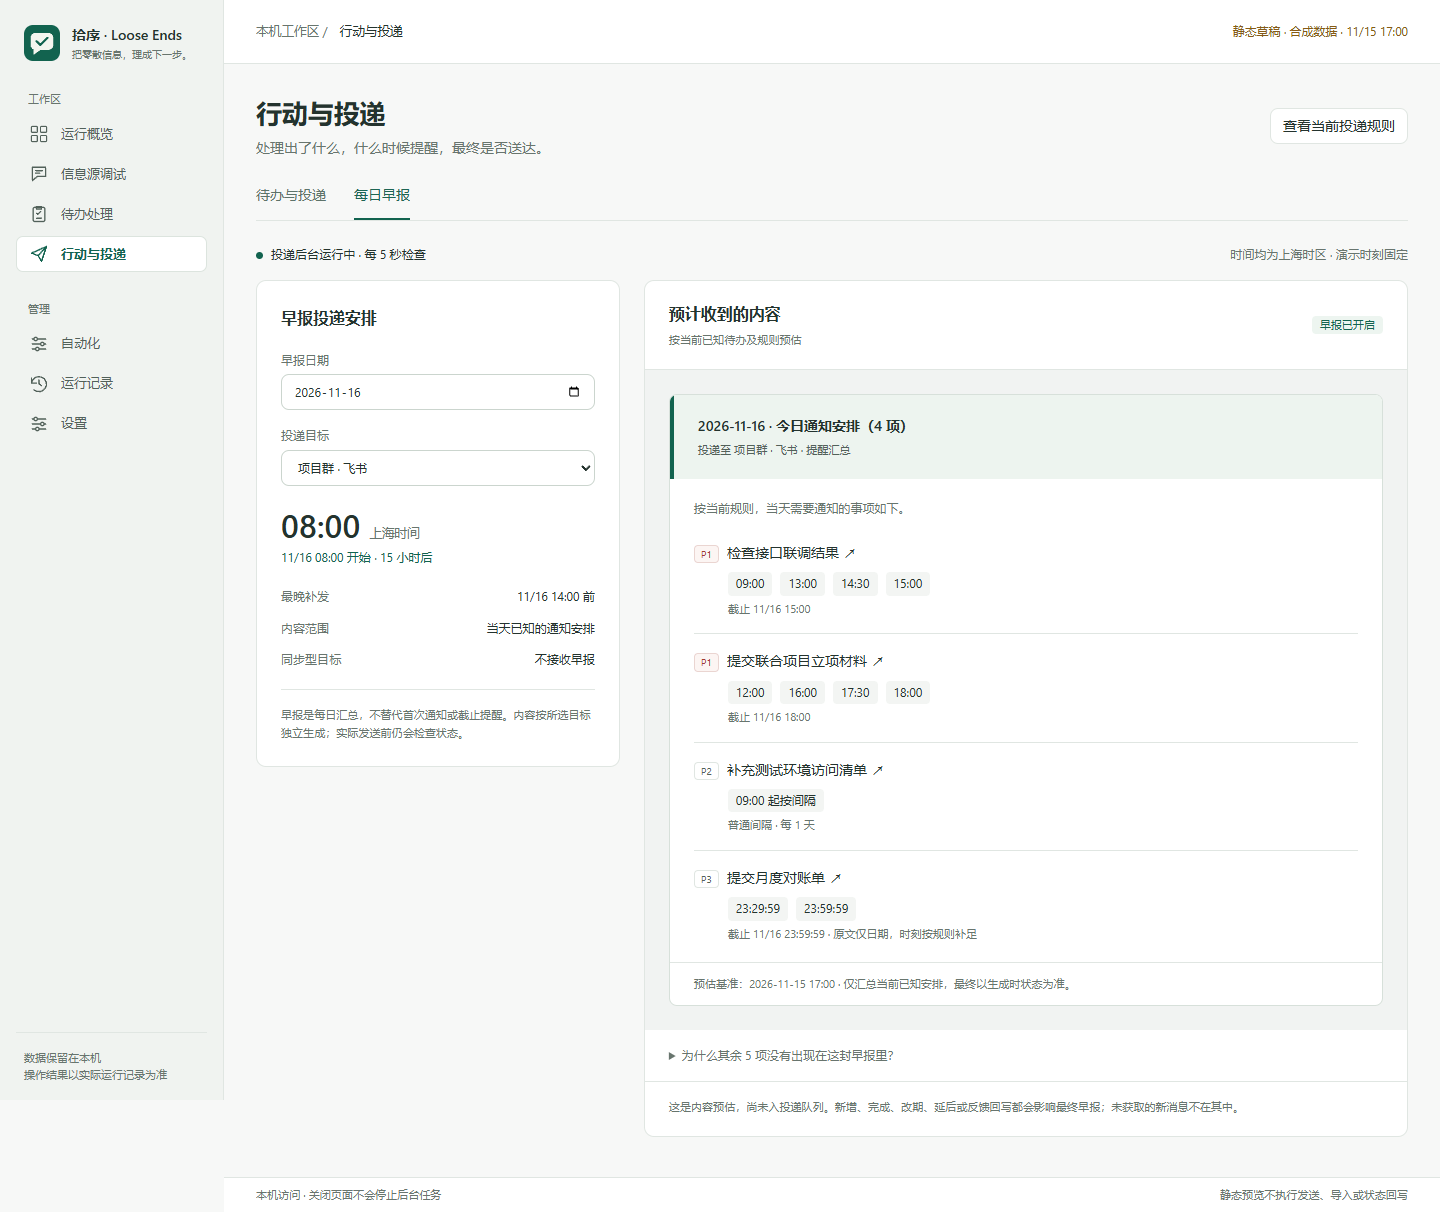 拾序 · Loose Ends
把零散信息，理成下一步。
工作区
运行概览
信息源调试
待办处理
行动与投递
管理
自动化
运行记录
设置
数据保留在本机
操作结果以实际运行记录为准
本机工作区 / 行动与投递
静态草稿 · 合成数据 · 11/15 17:00
行动与投递
处理出了什么，什么时候提醒，最终是否送达。
查看当前投递规则
待办与投递 每日早报
投递后台运行中 · 每 5 秒检查
时间均为上海时区 · 演示时刻固定
早报投递安排
早报日期
2026-11-16
投递目标
项目群 · 飞书
08:00 上海时间
11/16 08:00 开始 · 15 小时后
最晚补发 11/16 14:00 前
内容范围 当天已知的通知安排
同步型目标 不接收早报
早报是每日汇总，不替代首次通知或截止提醒。内容按所选目标
独立生成；实际发送前仍会检查状态。
预计收到的内容
按当前已知待办及规则预估
早报已开启
2026-11-16 · 今日通知安排（4 项）
投递至 项目群 · 飞书 · 提醒汇总
按当前规则，当天需要通知的事项如下。
P1 检查接口联调结果 ↗
09:00 13:00 14:30 15:00
截止 11/16 15:00
P1 提交联合项目立项材料 ↗
12:00 16:00 17:30 18:00
截止 11/16 18:00
P2 补充测试环境访问清单 ↗
09:00 起按间隔
普通间隔 · 每 1 天
P3 提交月度对账单 ↗
23:29:59 23:59:59
截止 11/16 23:59:59 · 原文仅日期，时刻按规则补足
预估基准：2026-11-15 17:00 · 仅汇总当前已知安排，最终以生成时状态为准。
▶ 为什么其余 5 项没有出现在这封早报里？
这是内容预估，尚未入投递队列。新增、完成、改期、延后或反馈回写都会影响最终早报；未获取的新消息不在其中。
本机访问 · 关闭页面不会停止后台任务
静态预览不执行发送、导入或状态回写